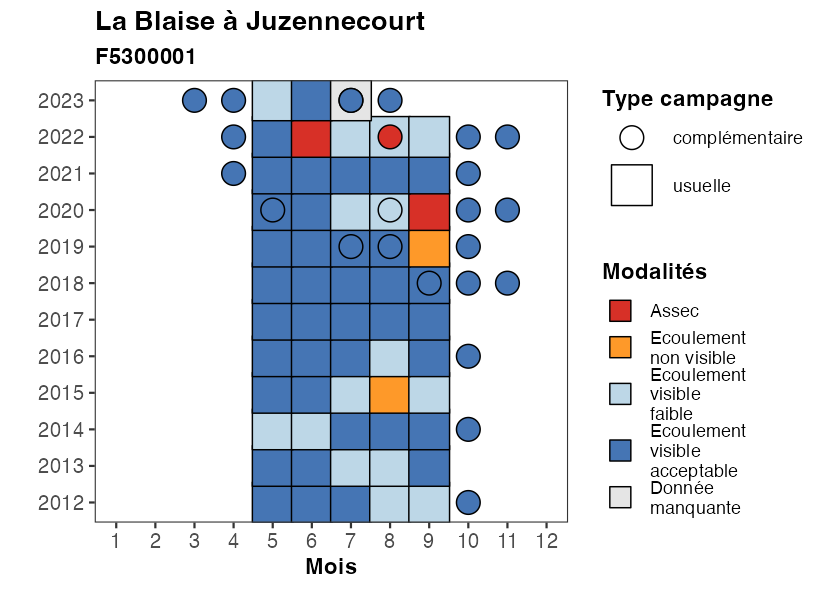 La Blaise à Juzennecourt
F5300001
2023
2022
2021
2020
2019
2018
2017
2016
2015
2014
2013
2012
1 2 3 4 5 6 7 8 9 10 11 12
Mois
Type campagne
complémentaire
usuelle
Modalités
Assec
Ecoulement
non visible
Ecoulement
visible
faible
Ecoulement
visible
acceptable
Donnée
manquante